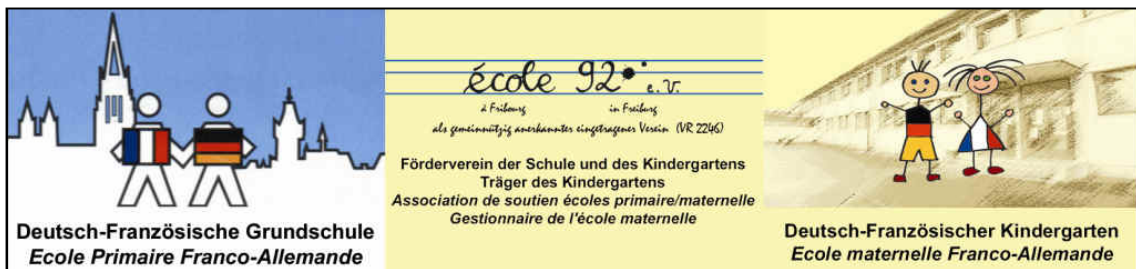 Deutsch-Französische Grundschule
Ecole Primaire Franco-Allemande
école 92 e.V.
à Fribourg in Freiburg
als gemeinnützig anerkannter eingetragener Verein (VR 2246)
Förderverein der Schule und des Kindergartens
Träger des Kindergartens
Association de soutien écoles primaire/maternelle
Gestionnaire de l'école maternelle
Deutsch-Französischer Kindergarten
Ecole maternelle Franco-Allemande